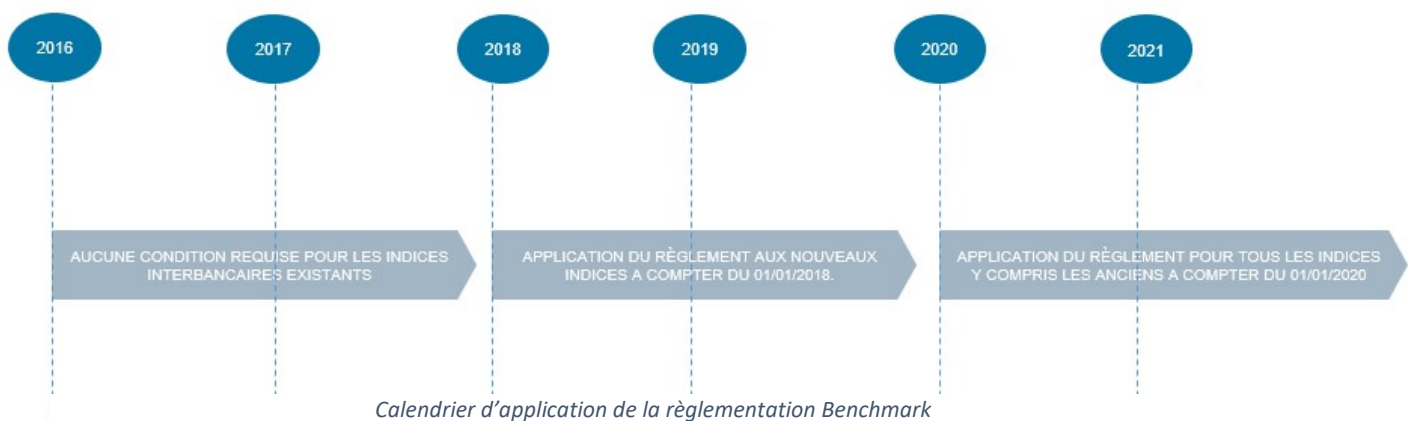 2016 2017 2018 2019 2020 2021
AUCUNE CONDITION REQUISE POUR LES INDICES
INTERBANCAIRES EXISTANTS
APPLICATION DU RÈGLEMENT AUX NOUVEAUX
INDICES A COMPTER DU 01/01/2018.
APPLICATION DU RÈGLEMENT POUR TOUS LES INDICES
Y COMPRIS LES ANCIENS A COMPTER DU 01/01/2020
Calendrier d’application de la règlementation Benchmark